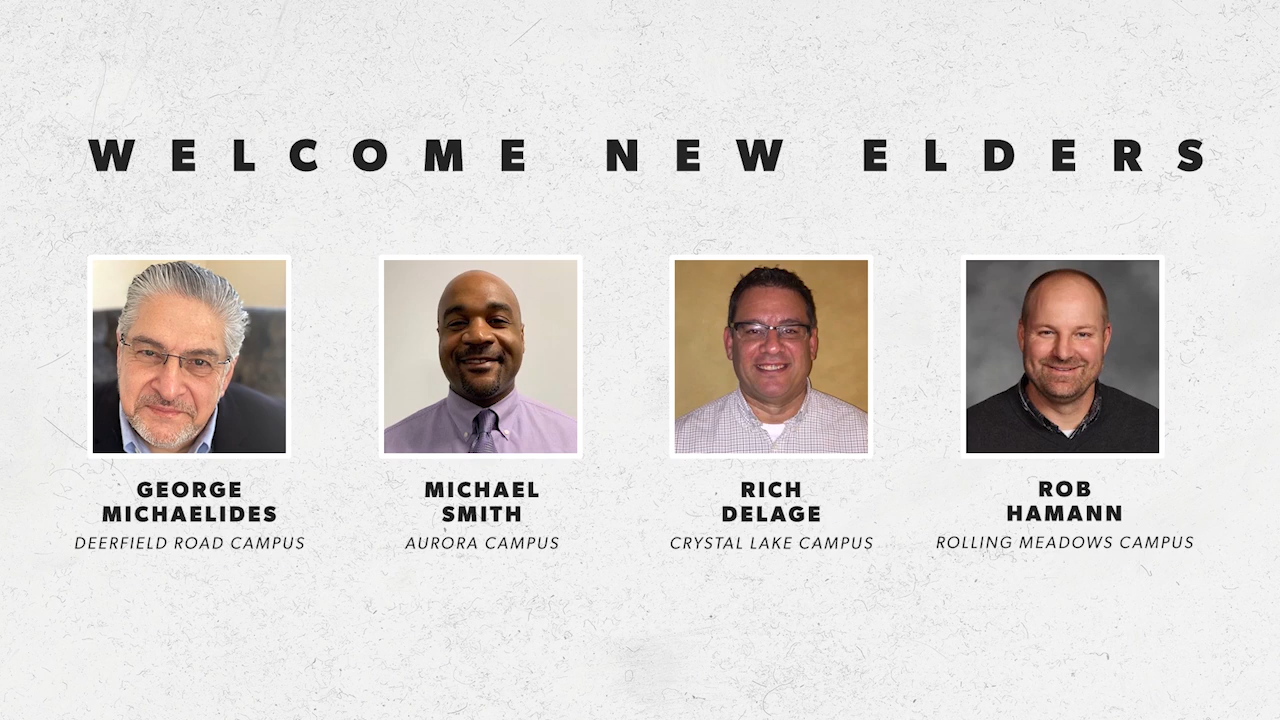 WELCOME NEW ELDERS
GEORGE
MICHAELIDES
DEERFIELD ROAD CAMPUS
MICHAEL
SMITH
AURORA CAMPUS
RICH
DELAGE
CRYSTAL LAKE CAMPUS
ROB
HAMANN
ROLLING MEADOWS CAMPUS